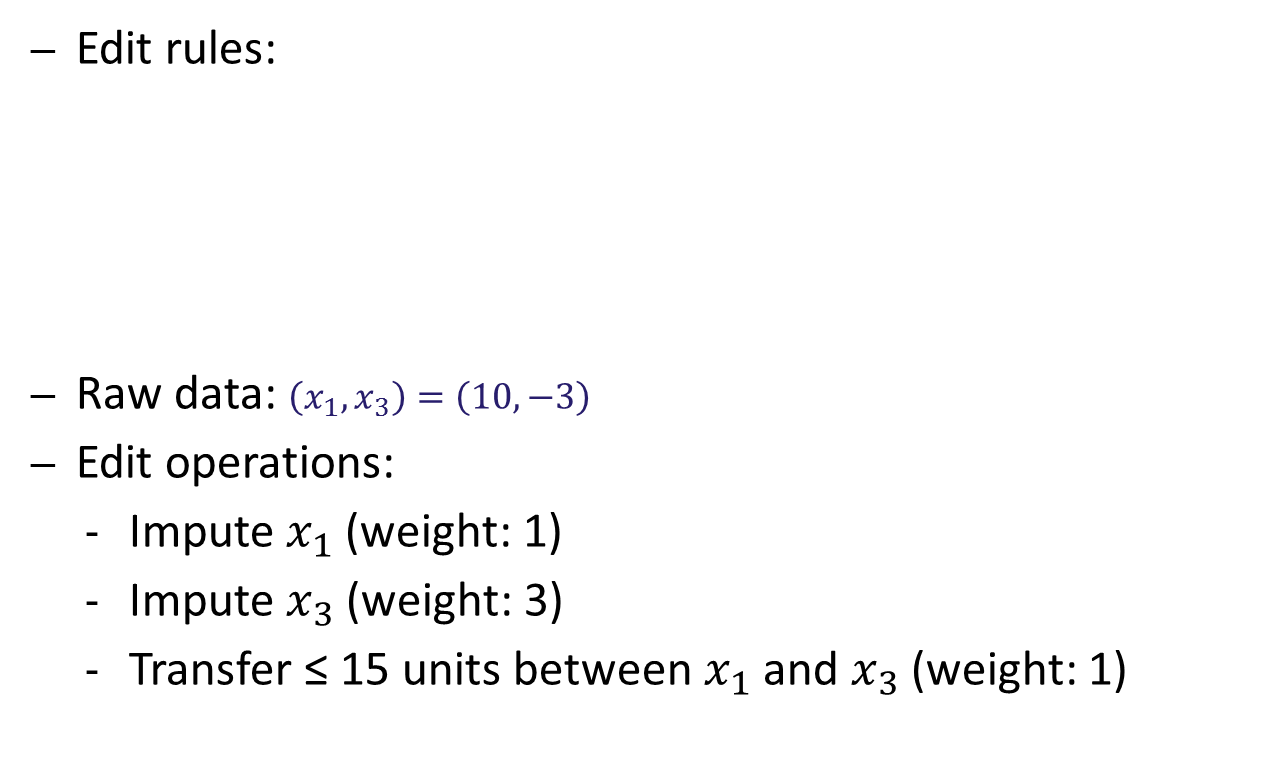 – Edit rules:
– Raw data: (x₁, x₃) = (10, −3)
– Edit operations:
- Impute x₁ (weight: 1)
- Impute x₃ (weight: 3)
- Transfer ≤ 15 units between x₁ and x₃ (weight: 1)